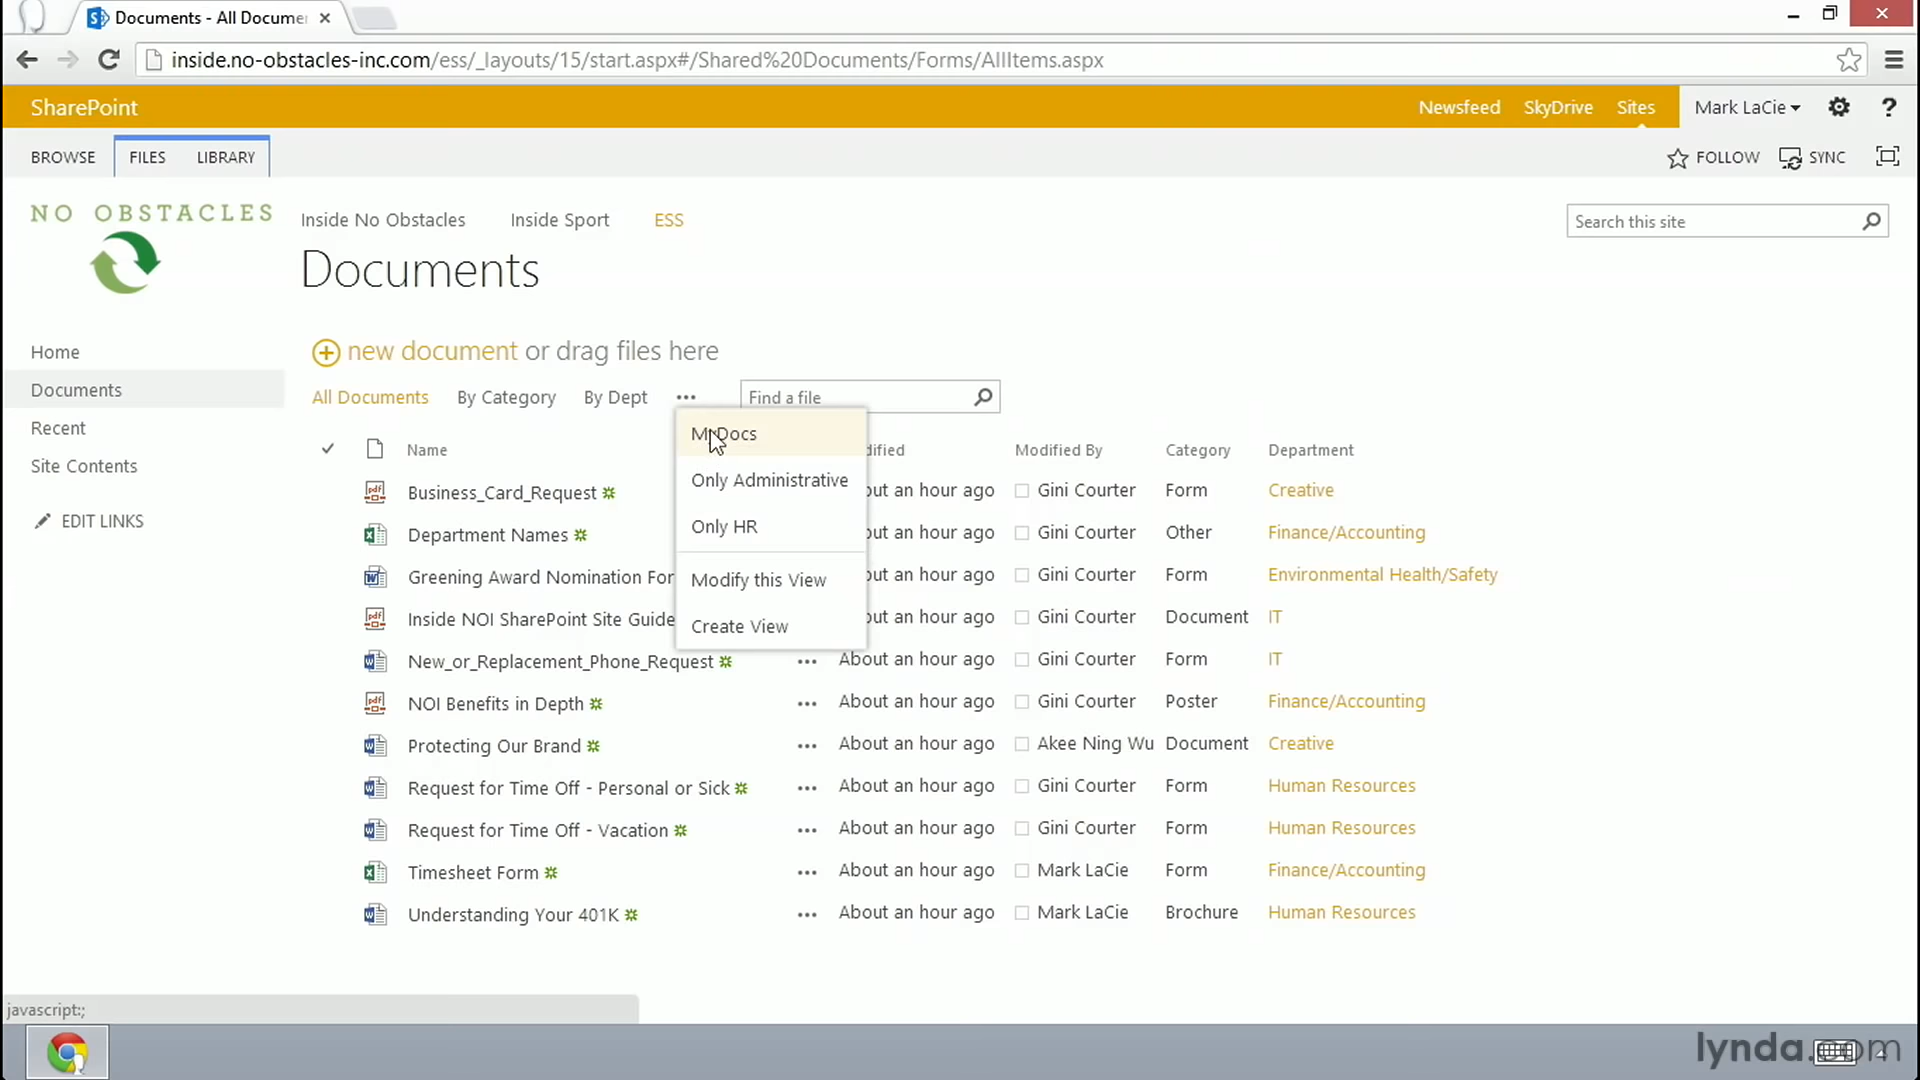 Documents - All Documen
inside.no-obstacles-inc.com/ess/_layouts/15/start.aspx#/Shared%20Documents/Forms/AllItems.aspx
SharePoint
Newsfeed SkyDrive Sites Mark LaCie ?
BROWSE FILES LIBRARY
FOLLOW SYNC
NO OBSTACLES
Inside No Obstacles Inside Sport ESS
Search this site
Documents
Home
Documents
Recent
Site Contents
EDIT LINKS
new document or drag files here
All Documents By Category By Dept ••• Find a file
MyDocs
Only Administrative
Only HR
Modify this View
Create View
Name dified Modified By Category Department
Business_Card_Request out an hour ago Gini Courter Form Creative
Department Names out an hour ago Gini Courter Other Finance/Accounting
Greening Award Nomination For out an hour ago Gini Courter Form Environmental Health/Safety
Inside NOI SharePoint Site Guide out an hour ago Gini Courter Document IT
New_or_Replacement_Phone_Request ••• About an hour ago Gini Courter Form IT
NOI Benefits in Depth ••• About an hour ago Gini Courter Poster Finance/Accounting
Protecting Our Brand ••• About an hour ago Akee Ning Wu Document Creative
Request for Time Off - Personal or Sick ••• About an hour ago Gini Courter Form Human Resources
Request for Time Off - Vacation ••• About an hour ago Gini Courter Form Human Resources
Timesheet Form ••• About an hour ago Mark LaCie Form Finance/Accounting
Understanding Your 401K ••• About an hour ago Mark LaCie Brochure Human Resources
javascript:;
lynda.com